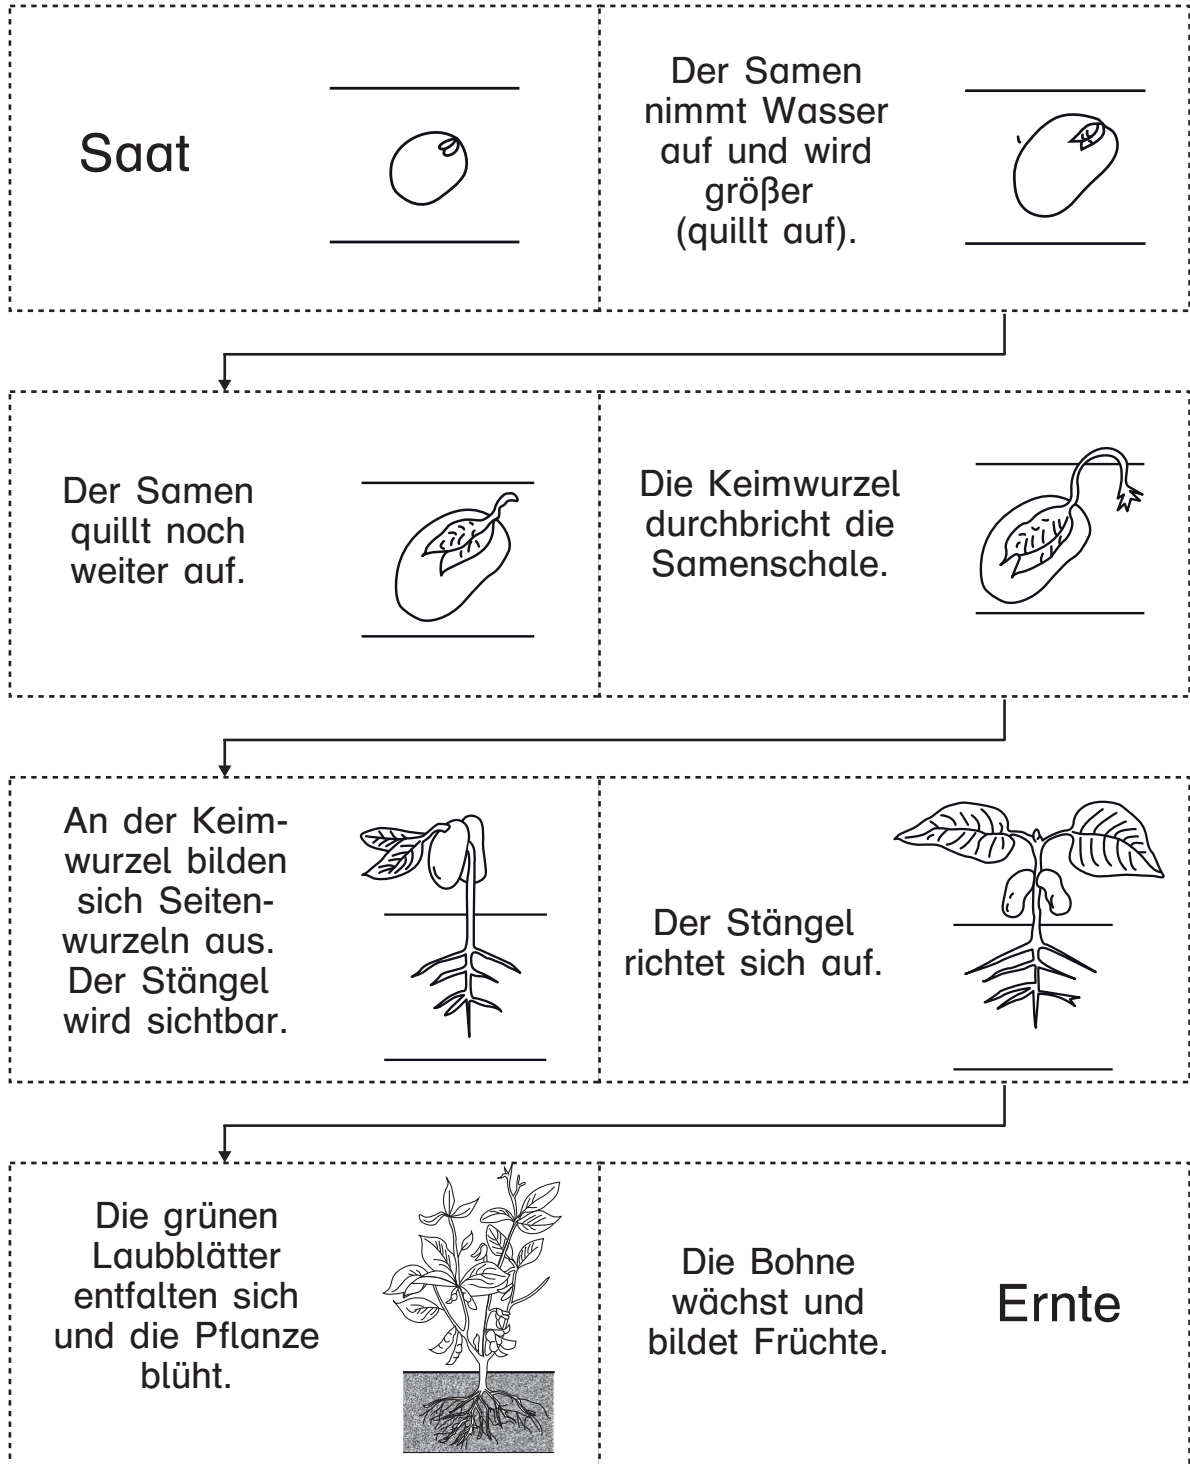 Saat
Der Samen
nimmt Wasser
auf und wird
größer
(quillt auf).
Der Samen
quillt noch
weiter auf.
Die Keimwurzel
durchbricht die
Samenschale.
An der Keim-
wurzel bilden
sich Seiten-
wurzeln aus.
Der Stängel
wird sichtbar.
Der Stängel
richtet sich auf.
Die grünen
Laubblätter
entfalten sich
und die Pflanze
blüht.
Die Bohne
wächst und
bildet Früchte.
Ernte